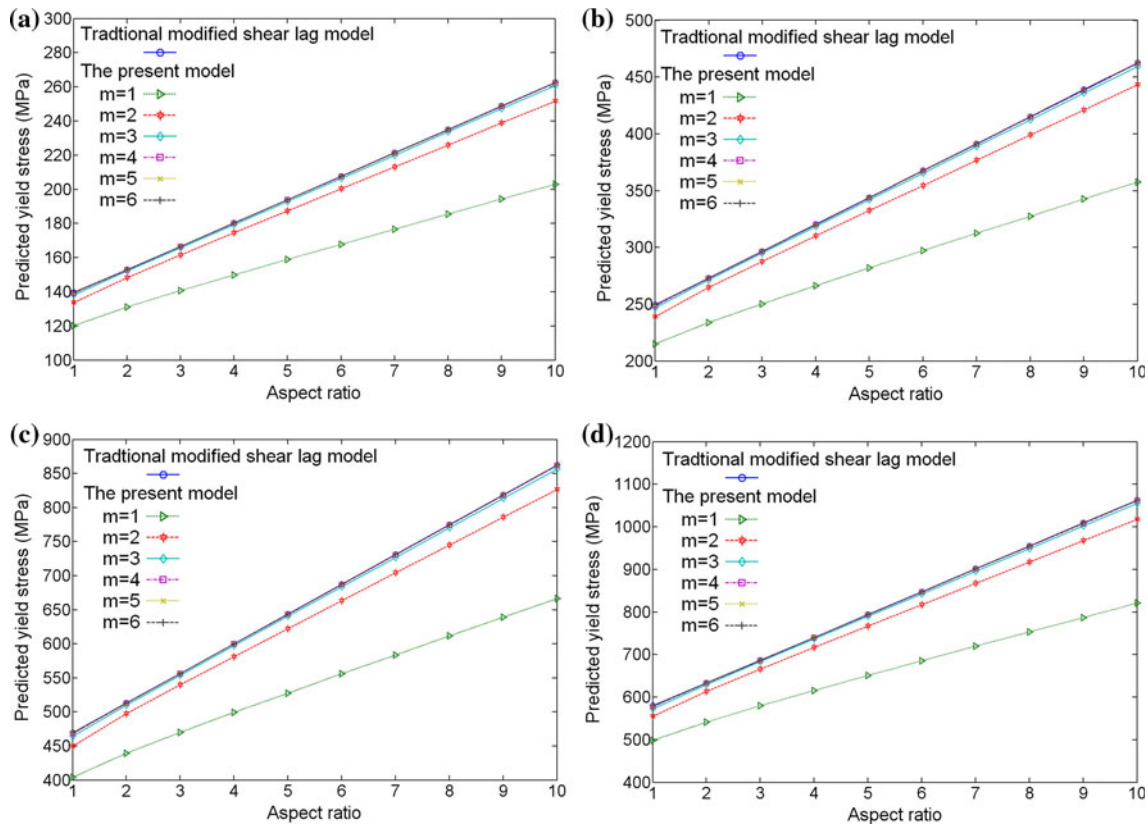 (a)
300
280
260
240
220
200
180
160
140
120
100
Predicted yield stress (MPa)
Tradtional modified shear lag model
The present model
m=1
m=2
m=3
m=4
m=5
m=6
1 2 3 4 5 6 7 8 9 10
Aspect ratio
(b)
500
450
400
350
300
250
200
Predicted yield stress (MPa)
Tradtional modified shear lag model
The present model
m=1
m=2
m=3
m=4
m=5
m=6
1 2 3 4 5 6 7 8 9 10
Aspect ratio
(c)
900
850
800
750
700
650
600
550
500
450
400
Predicted yield stress (MPa)
Tradtional modified shear lag model
The present model
m=1
m=2
m=3
m=4
m=5
m=6
1 2 3 4 5 6 7 8 9 10
Aspect ratio
(d)
1200
1100
1000
900
800
700
600
500
400
Predicted yield stress (MPa)
Tradtional modified shear lag model
The present model
m=1
m=2
m=3
m=4
m=5
m=6
1 2 3 4 5 6 7 8 9 10
Aspect ratio